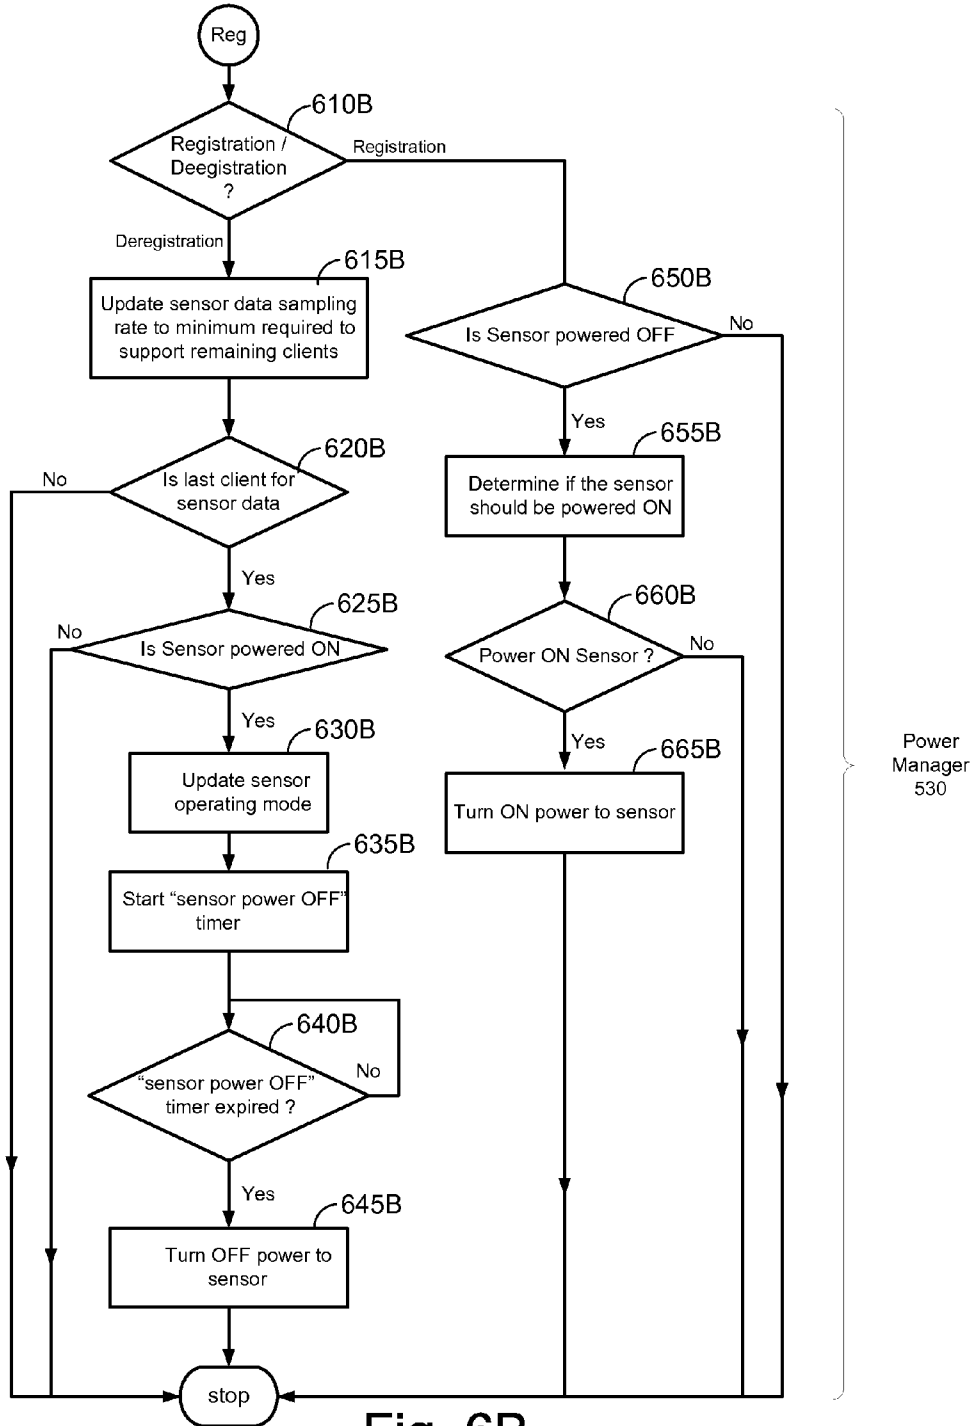 Reg
610B
Registration /
Deegistration
?
Registration
Deregistration
615B
Update sensor data sampling
rate to minimum required to
support remaining clients
650B
Is Sensor powered OFF
No
Yes
620B
Is last client for
sensor data
No
Yes
655B
Determine if the sensor
should be powered ON
625B
Is Sensor powered ON
No
Yes
660B
Power ON Sensor ?
No
Yes
630B
Update sensor
operating mode
665B
Turn ON power to sensor
Power
Manager
530
635B
Start “sensor power OFF”
timer
640B
“sensor power OFF”
timer expired ?
No
Yes
645B
Turn OFF power to
sensor
stop
Fig. 6B